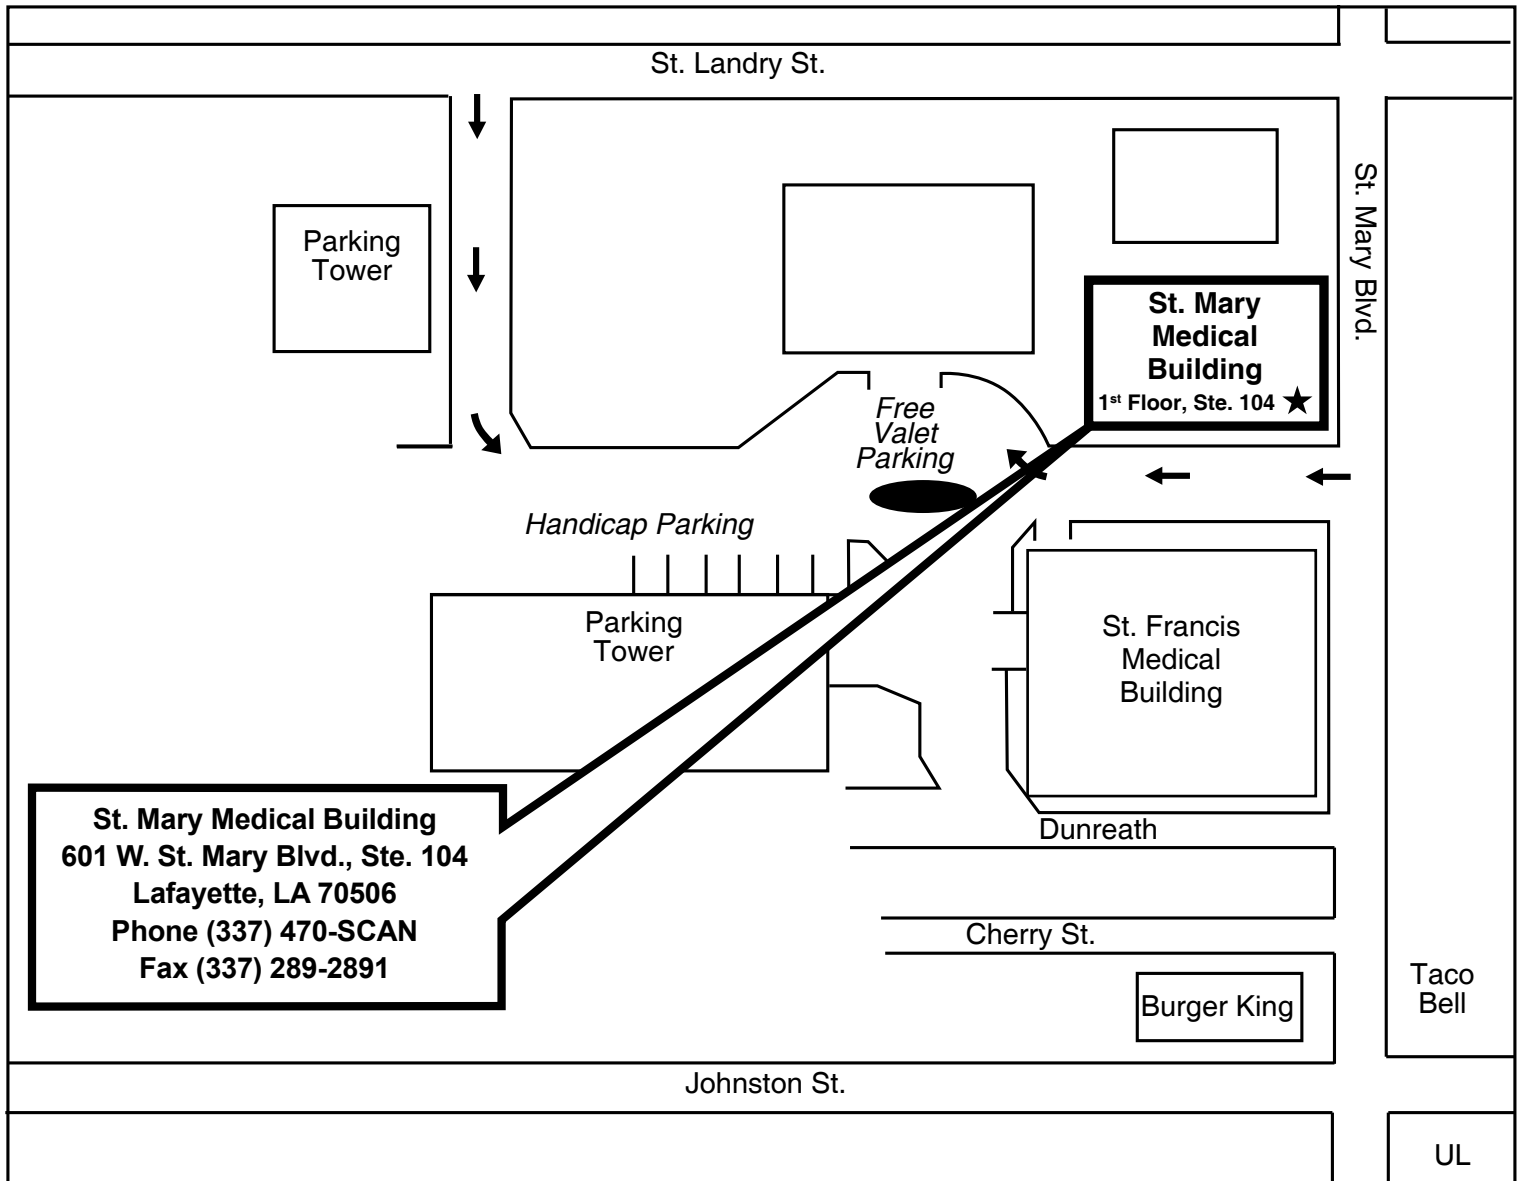 St. Landry St.
St. Mary Blvd.
Parking
Tower
St. Mary
Medical
Building
1st Floor, Ste. 104
Free
Valet
Parking
Handicap Parking
Parking
Tower
St. Francis
Medical
Building
St. Mary Medical Building
601 W. St. Mary Blvd., Ste. 104
Lafayette, LA 70506
Phone (337) 470-SCAN
Fax (337) 289-2891
Dunreath
Cherry St.
Burger King
Taco
Bell
Johnston St.
UL